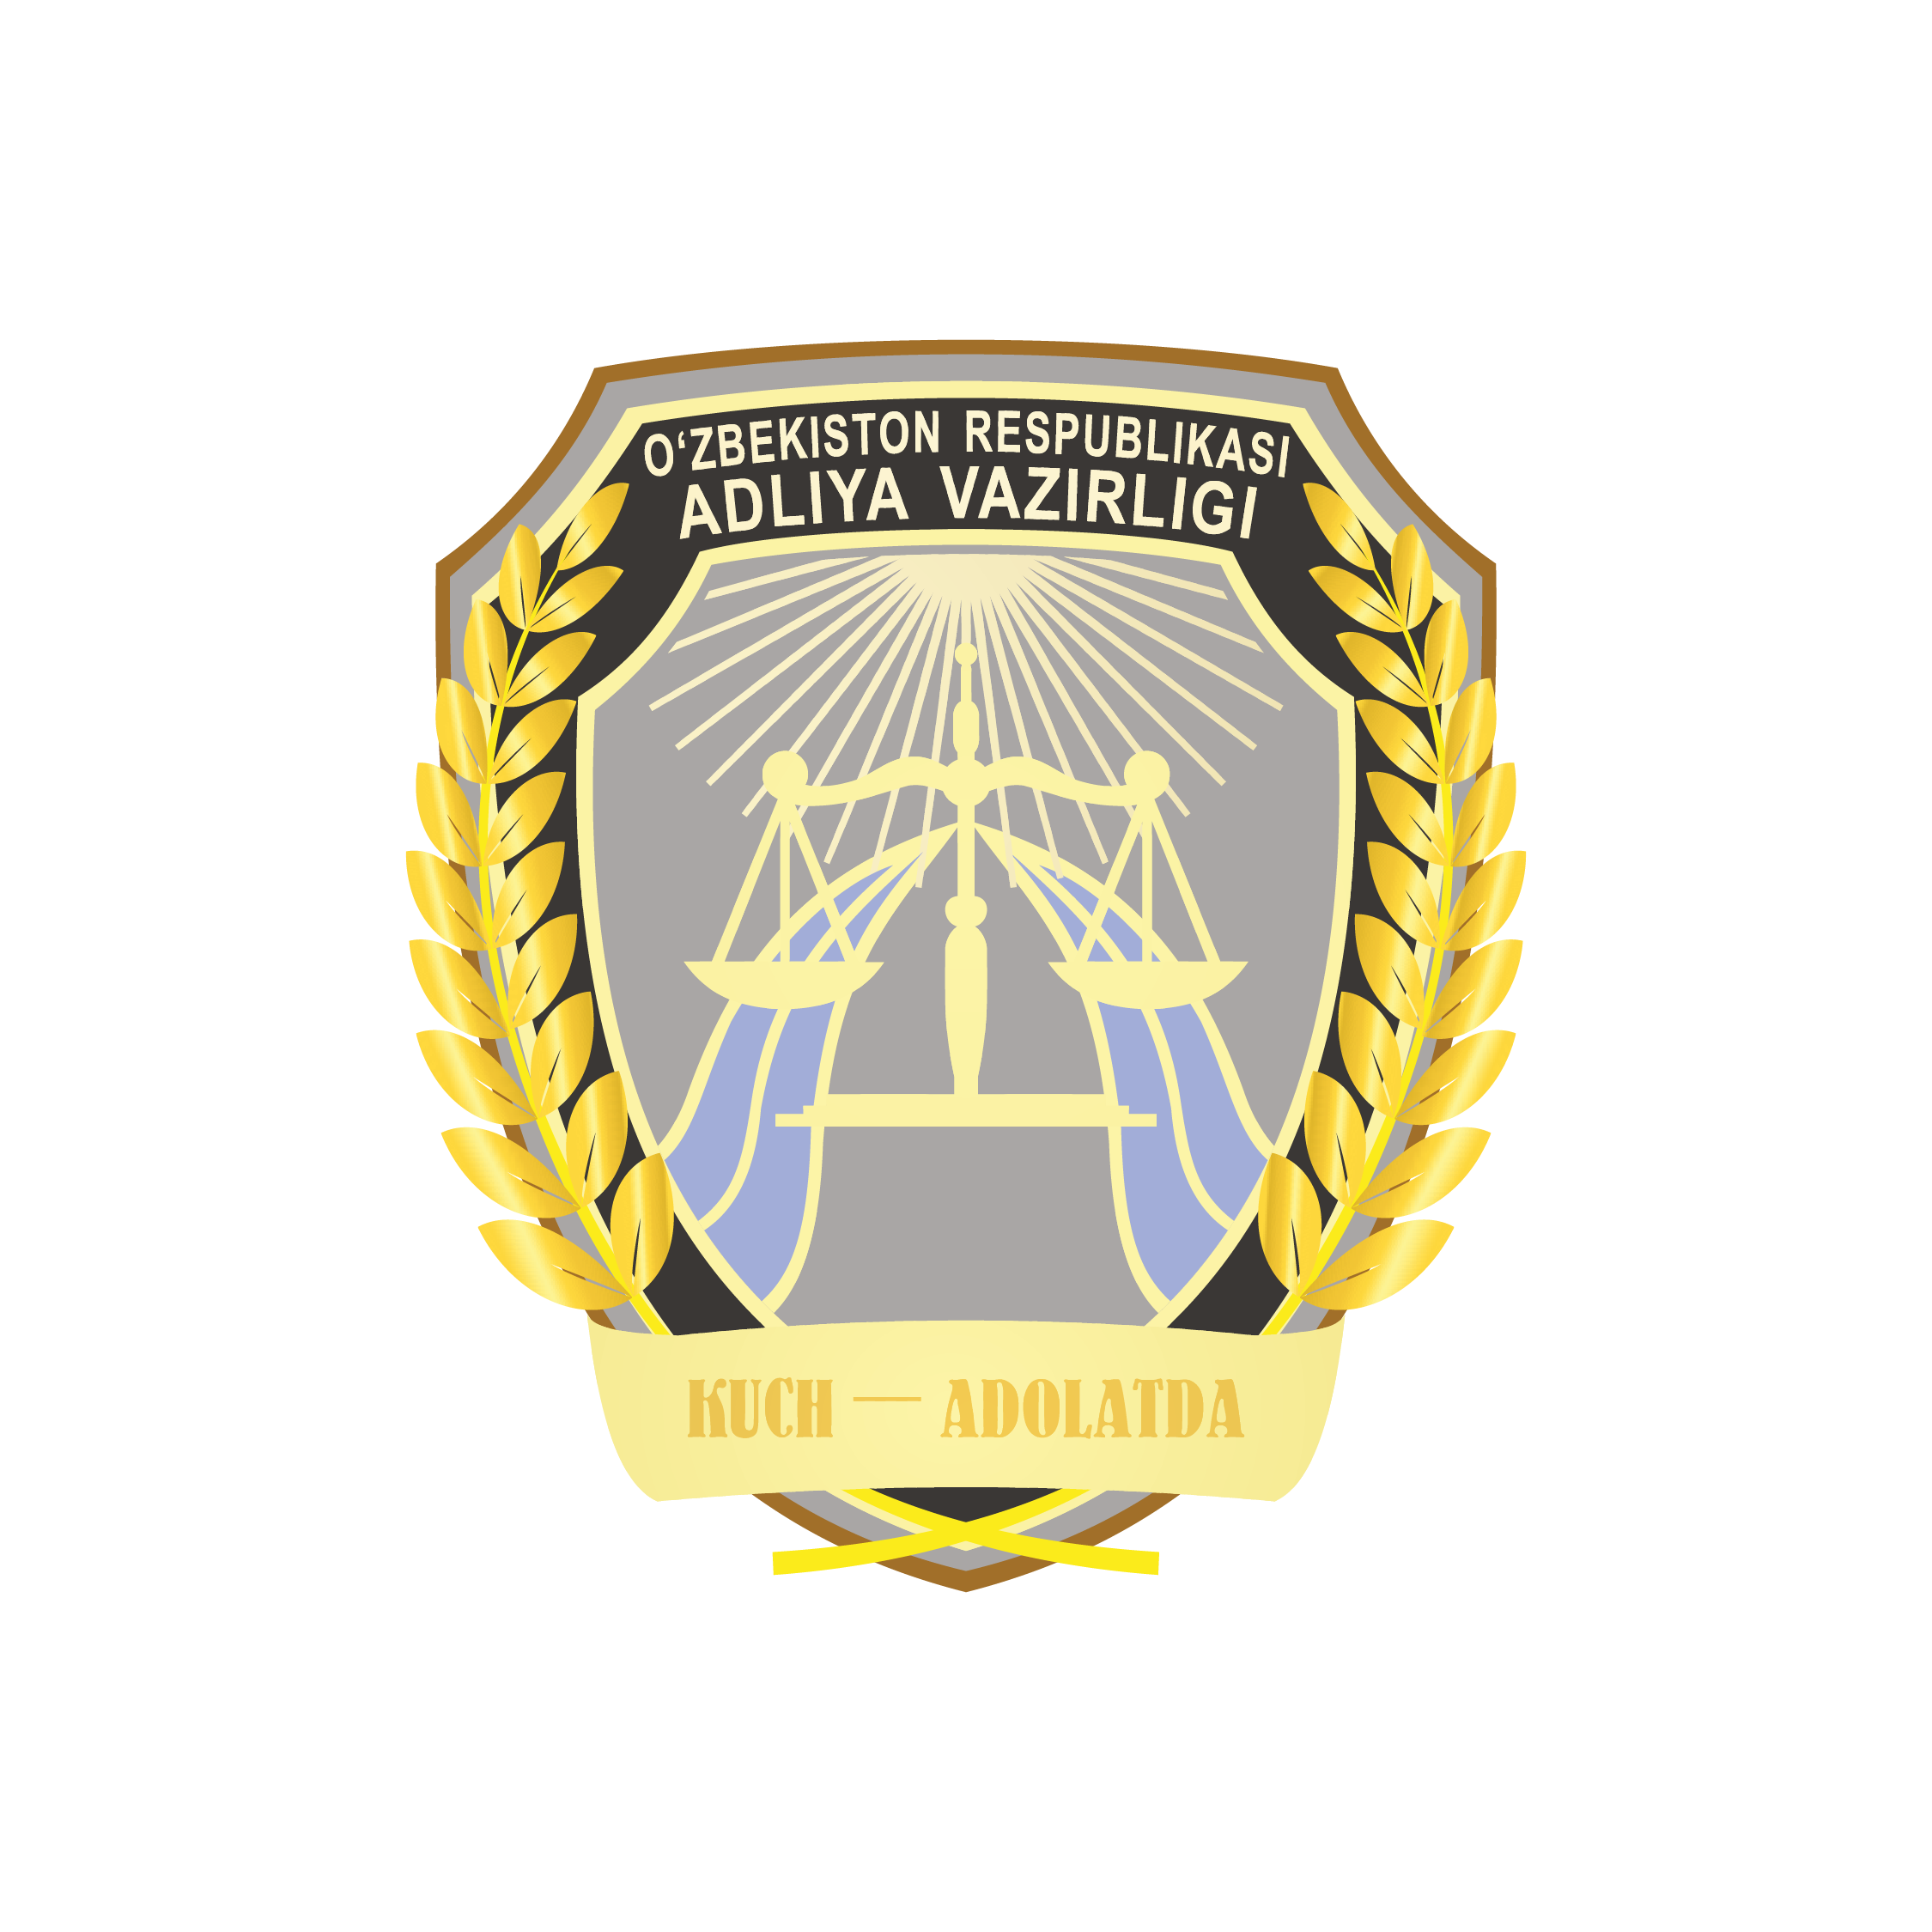 O‘ZBEKISTON RESPUBLIKASI
ADLIYA VAZIRLIGI
KUCH — ADOLATDA